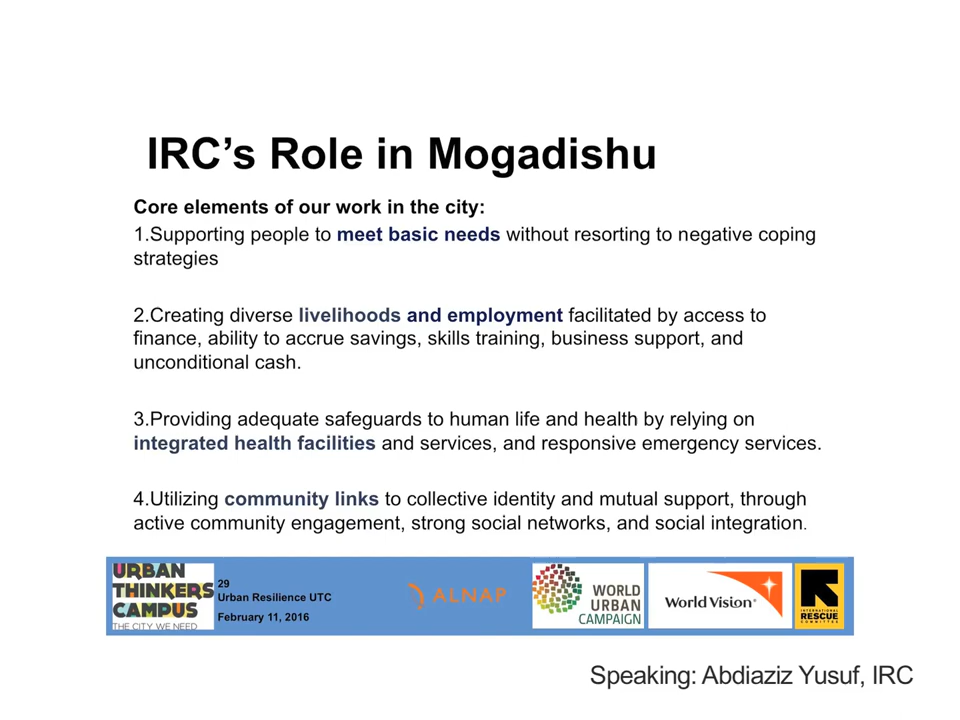 IRC's Role in Mogadishu
Core elements of our work in the city:
1.Supporting people to meet basic needs without resorting to negative coping
strategies
2.Creating diverse livelihoods and employment facilitated by access to
finance, ability to accrue savings, skills training, business support, and
unconditional cash.
3.Providing adequate safeguards to human life and health by relying on
integrated health facilities and services, and responsive emergency services.
4.Utilizing community links to collective identity and mutual support, through
active community engagement, strong social networks, and social integration.
URBAN
THINKERS
CAMPUS
THE CITY WE NEED
29
Urban Resilience UTC
February 11, 2016
ALNAP
WORLD
URBAN
CAMPAIGN
World Vision
INTERNATIONAL
RESCUE
COMMITTEE
Speaking: Abdiaziz Yusuf, IRC